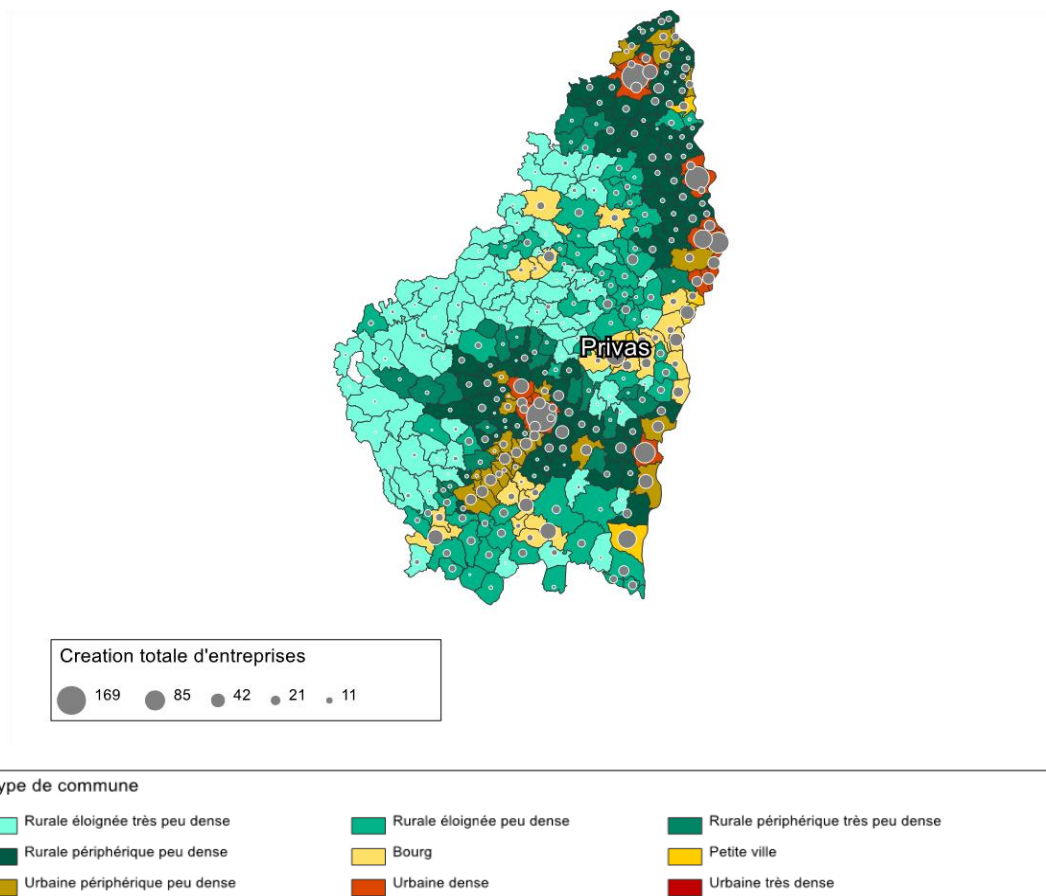 Privas
Creation totale d'entreprises
169 85 42 21 11
ype de commune
Rurale éloignée très peu dense Rurale éloignée peu dense Rurale périphérique très peu dense
Rurale périphérique peu dense Bourg Petite ville
Urbaine périphérique peu dense Urbaine dense Urbaine très dense